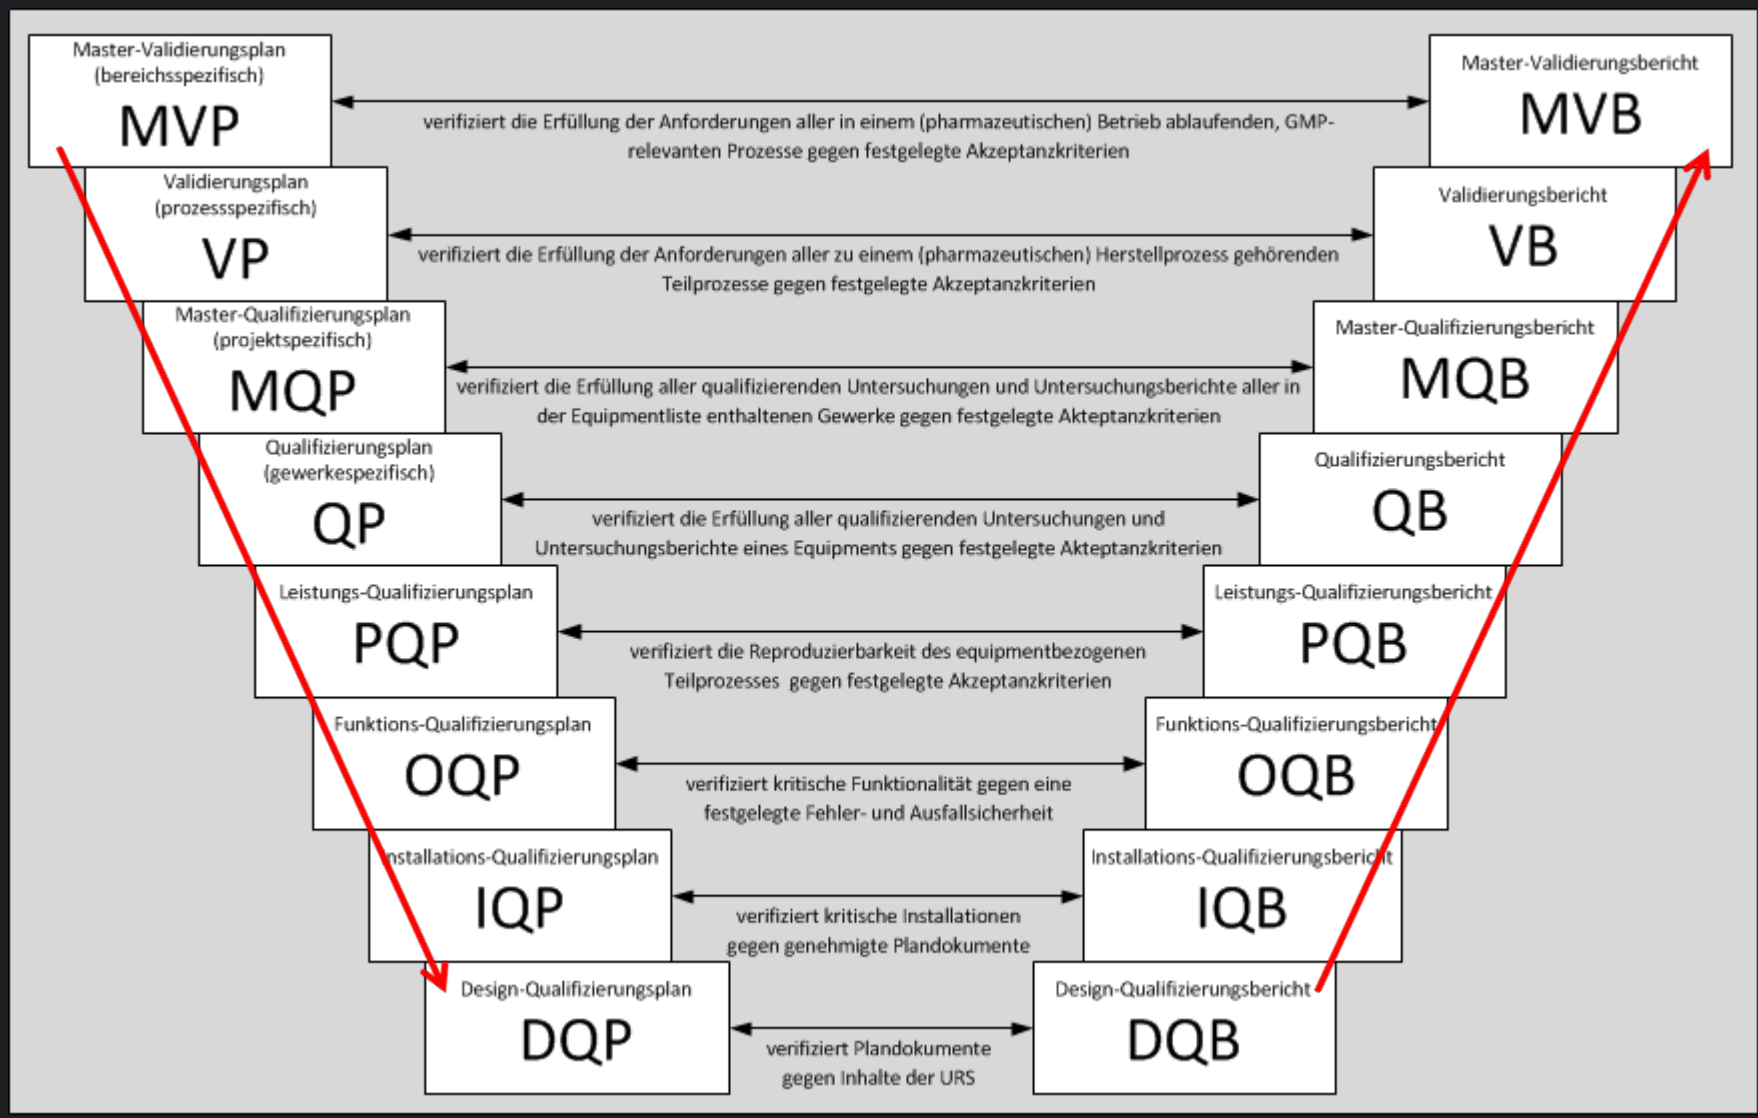 Master-Validierungsplan
(bereichsspezifisch)
MVP
Master-Validierungsbericht
MVB
verifiziert die Erfüllung der Anforderungen aller in einem (pharmazeutischen) Betrieb ablaufenden, GMP-
relevanten Prozesse gegen festgelegte Akzeptanzkriterien
Validierungsplan
(prozessspezifisch)
VP
Validierungsbericht
VB
verifiziert die Erfüllung der Anforderungen aller zu einem (pharmazeutischen) Herstellprozess gehörenden
Teilprozesse gegen festgelegte Akzeptanzkriterien
Master-Qualifizierungsplan
(projektspezifisch)
MQP
Master-Qualifizierungsbericht
MQB
verifiziert die Erfüllung aller qualifizierenden Untersuchungen und Untersuchungsberichte aller in
der Equipmentliste enthaltenen Gewerke gegen festgelegte Akteptanzkriterien
Qualifizierungsplan
(gewerkespezifisch)
QP
Qualifizierungsbericht
QB
verifiziert die Erfüllung aller qualifizierenden Untersuchungen und
Untersuchungsberichte eines Equipments gegen festgelegte Akteptanzkriterien
Leistungs-Qualifizierungsplan
PQP
Leistungs-Qualifizierungsbericht
PQB
verifiziert die Reproduzierbarkeit des equipmentbezogenen
Teilprozesses gegen festgelegte Akzeptanzkriterien
Funktions-Qualifizierungsplan
OQP
Funktions-Qualifizierungsbericht
OQB
verifiziert kritische Funktionalität gegen eine
festgelegte Fehler- und Ausfallsicherheit
Installations-Qualifizierungsplan
IQP
Installations-Qualifizierungsbericht
IQB
verifiziert kritische Installationen
gegen genehmigte Plandokumente
Design-Qualifizierungsplan
DQP
Design-Qualifizierungsbericht
DQB
verifiziert Plandokumente
gegen Inhalte der URS